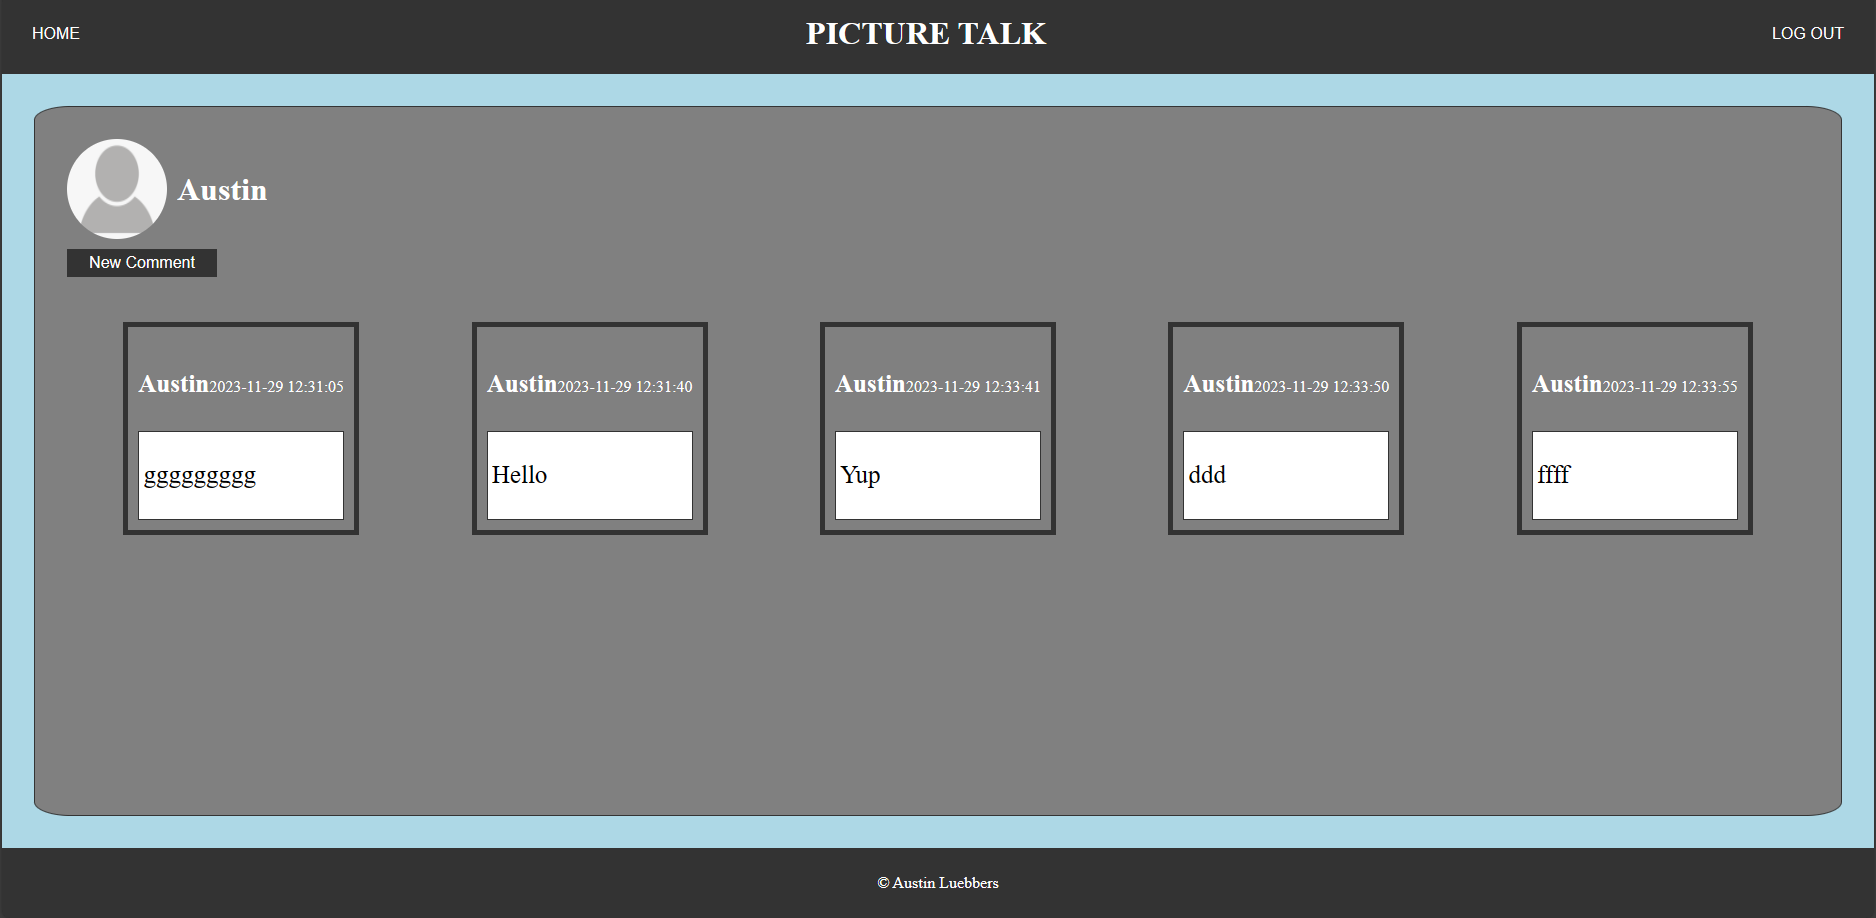 HOME PICTURE TALK LOG OUT
Austin
New Comment
Austin2023-11-29 12:31:05
ggggggggg
Austin2023-11-29 12:31:40
Hello
Austin2023-11-29 12:33:41
Yup
Austin2023-11-29 12:33:50
ddd
Austin2023-11-29 12:33:55
ffff
© Austin Luebbers